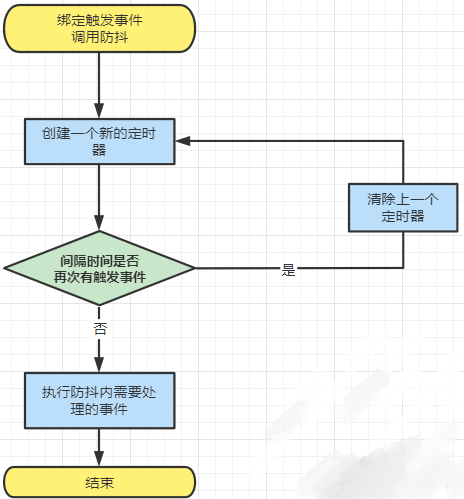 绑定触发事件
调用防抖
创建一个新的定时
器
清除上一个
定时器
间隔时间是否
再次有触发事件
是
否
执行防抖内需要处
理的事件
结束